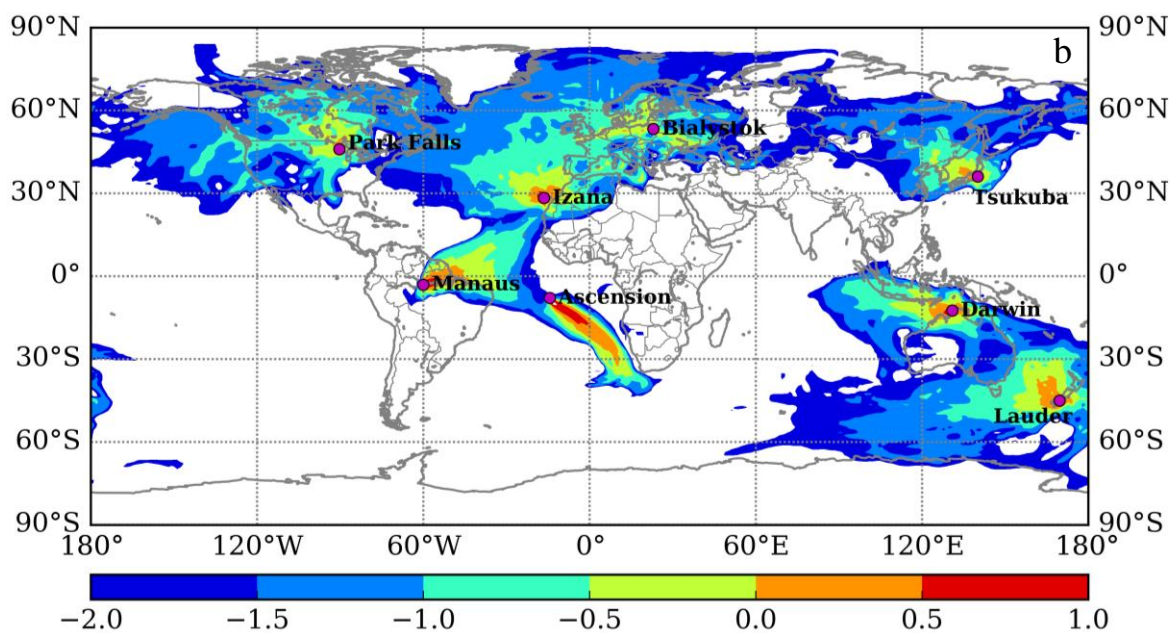 90°N 90°N
b
60°N 60°N
Park Falls Bialystok
30°N Izana Tsukuba 30°N
0° Manaus Ascension 0°
Darwin
30°S 30°S
Lauder
60°S 60°S
90°S 90°S
180° 120°W 60°W 0° 60°E 120°E 180°
−2.0 −1.5 −1.0 −0.5 0.0 0.5 1.0